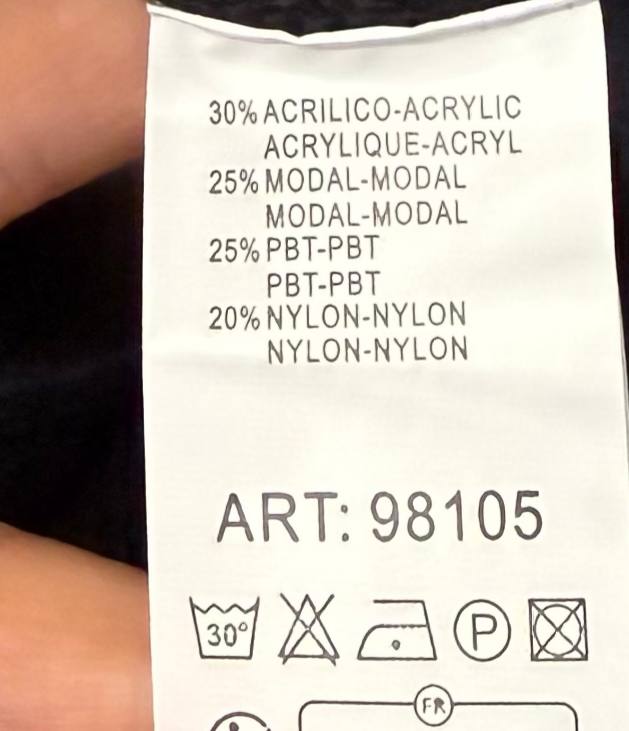 30% ACRILICO-ACRYLIC
ACRYLIQUE-ACRYL
25% MODAL-MODAL
MODAL-MODAL
25% PBT-PBT
PBT-PBT
20% NYLON-NYLON
NYLON-NYLON
ART: 98105
30° P
FR